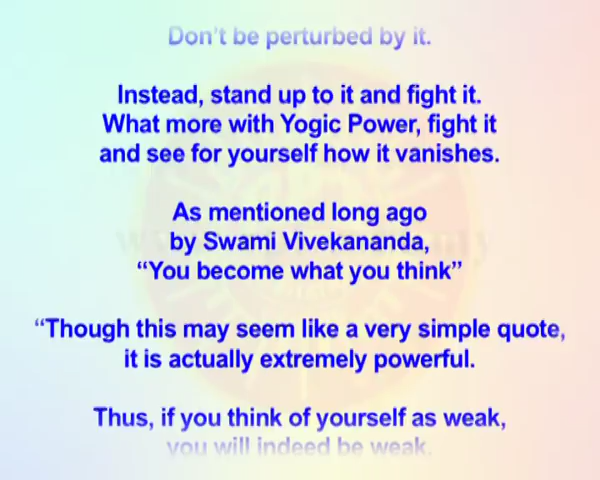 Don't be perturbed by it.
Instead, stand up to it and fight it.
What more with Yogic Power, fight it
and see for yourself how it vanishes.
As mentioned long ago
by Swami Vivekananda,
“You become what you think”
“Though this may seem like a very simple quote,
it is actually extremely powerful.
Thus, if you think of yourself as weak,
you will indeed be weak.